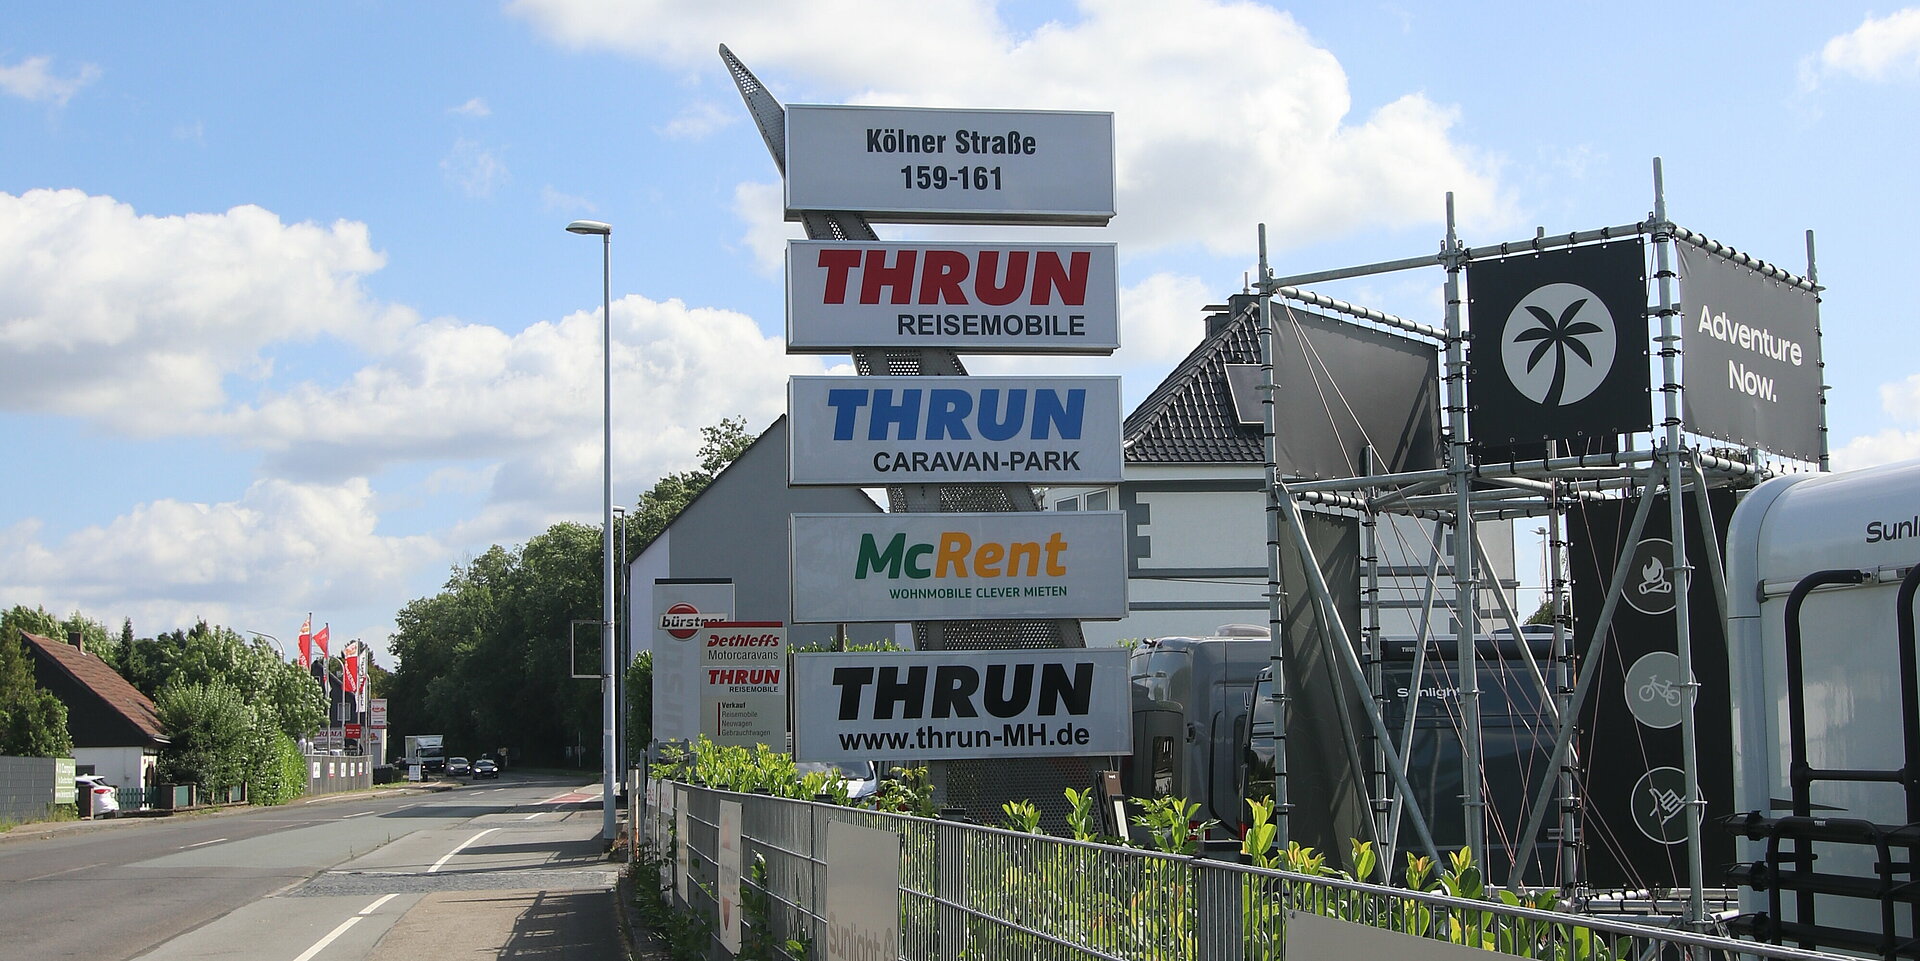 Kölner Straße
159-161
THRUN
REISEMOBILE
THRUN
CARAVAN-PARK
McRent
WOHNMOBILE CLEVER MIETEN
THRUN
www.thrun-MH.de
bürstner
Dethleffs
Motorcaravans
THRUN
REISEMOBILE
Verkauf
Reisemobile
Neuwagen
Gebrauchtwagen
Adventure
Now.
Sunlight
Sunlight